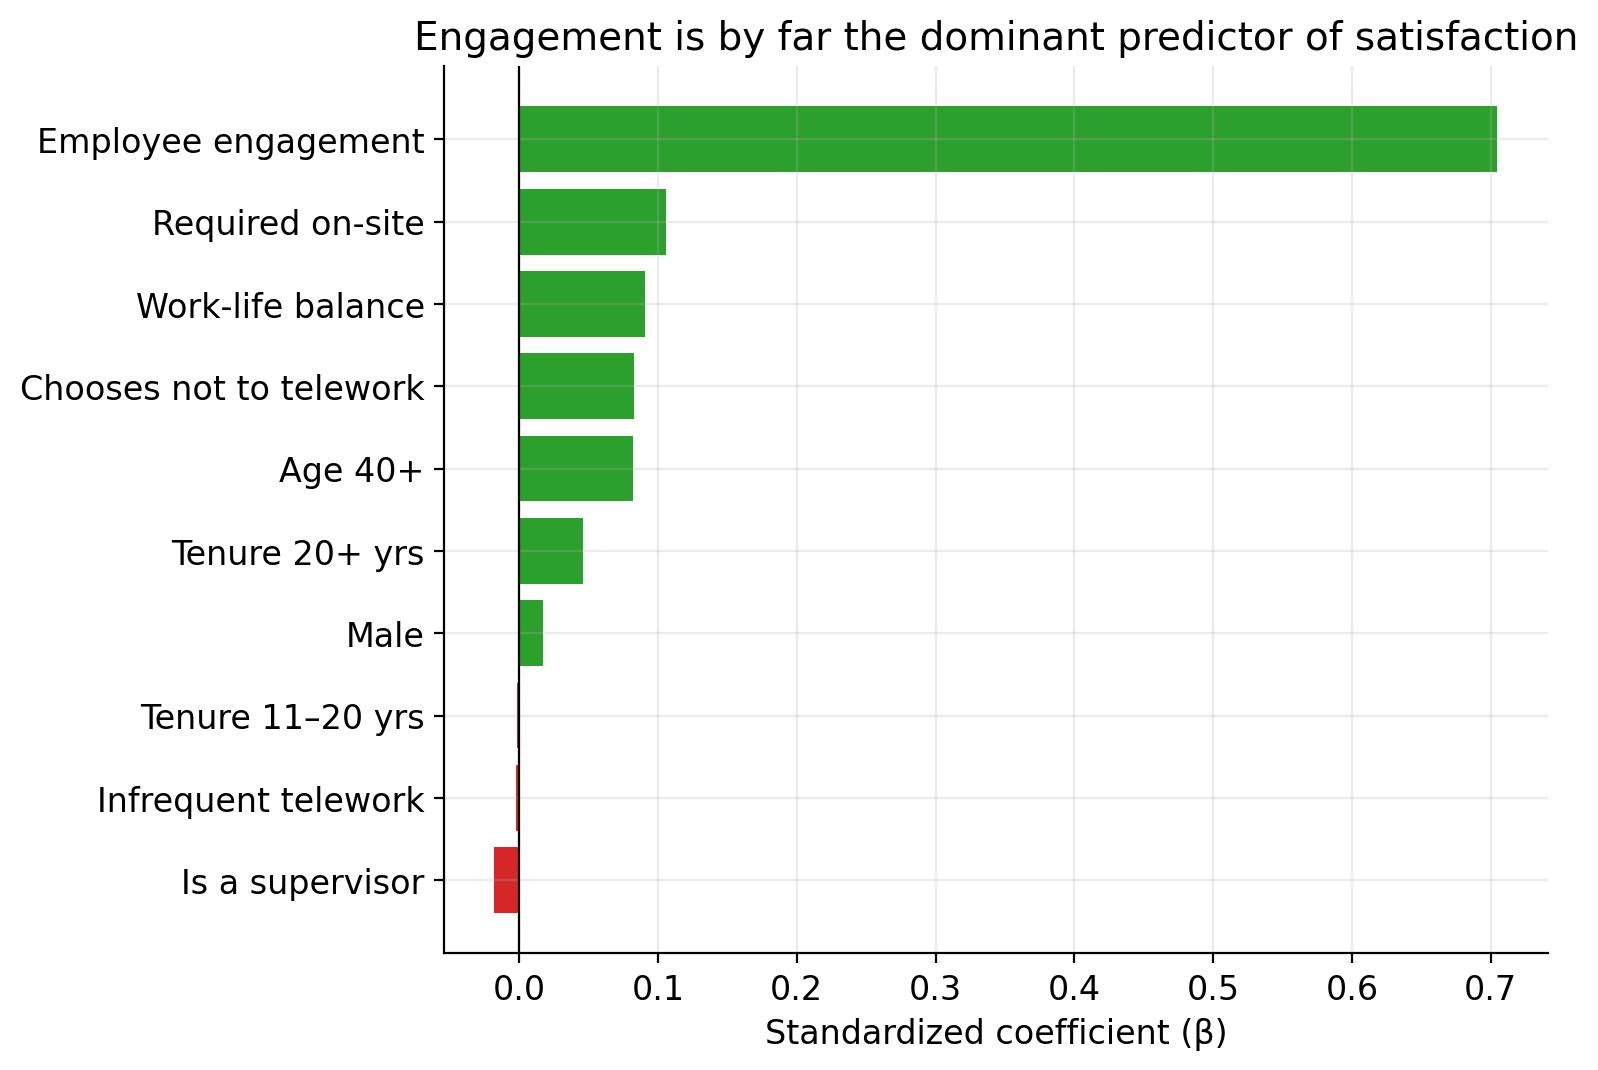 Engagement is by far the dominant predictor of satisfaction
Employee engagement
Required on-site
Work-life balance
Chooses not to telework
Age 40+
Tenure 20+ yrs
Male
Tenure 11–20 yrs
Infrequent telework
Is a supervisor
0.0 0.1 0.2 0.3 0.4 0.5 0.6 0.7
Standardized coefficient (β)